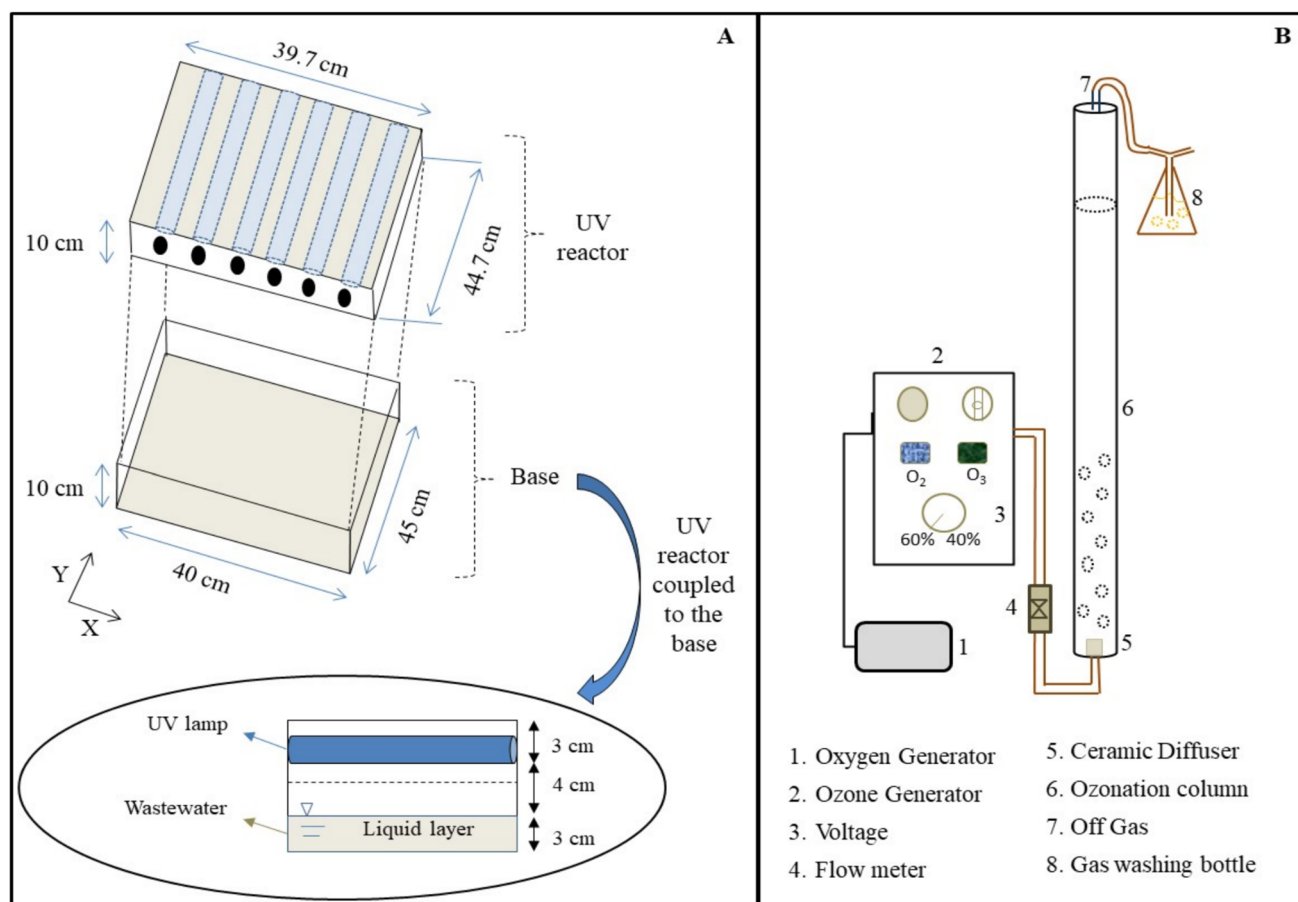 A
39.7 cm
10 cm
44.7 cm
UV
reactor
10 cm
45 cm
40 cm
Base
Y
X
UV
reactor
coupled
to the
base
UV lamp
Wastewater
Liquid layer
3 cm
4 cm
3 cm
B
7
8
2
6
O₂ O₃
3
60% 40%
4
1
5
1. Oxygen Generator
2. Ozone Generator
3. Voltage
4. Flow meter
5. Ceramic Diffuser
6. Ozonation column
7. Off Gas
8. Gas washing bottle